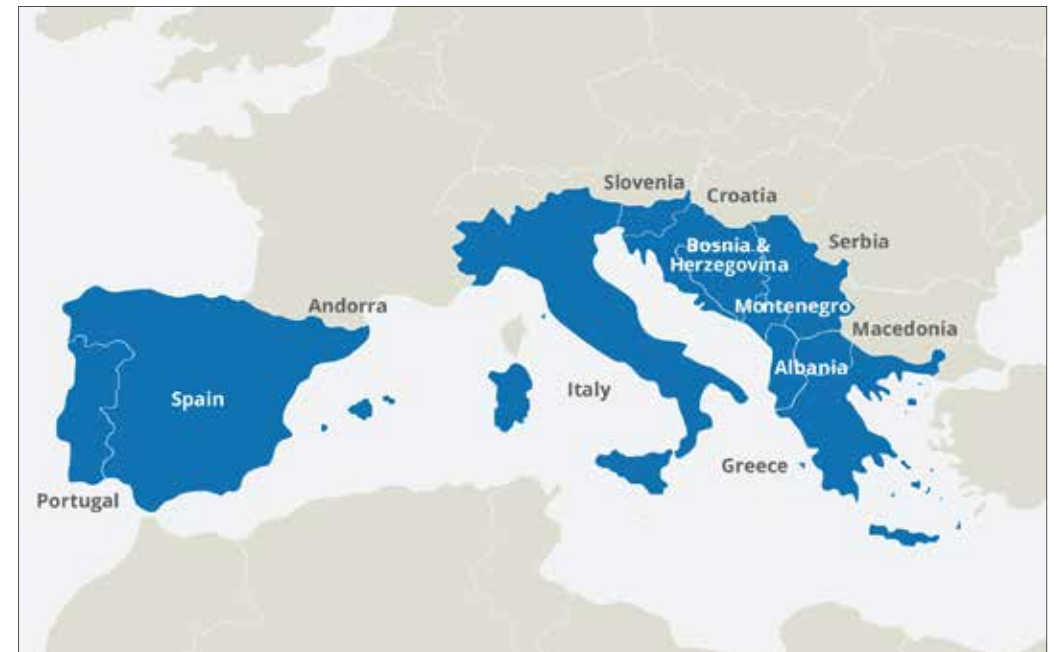 Slovenia
Croatia
Bosnia &
Herzegovina
Serbia
Andorra
Montenegro
Macedonia
Albania
Italy
Spain
Greece
Portugal